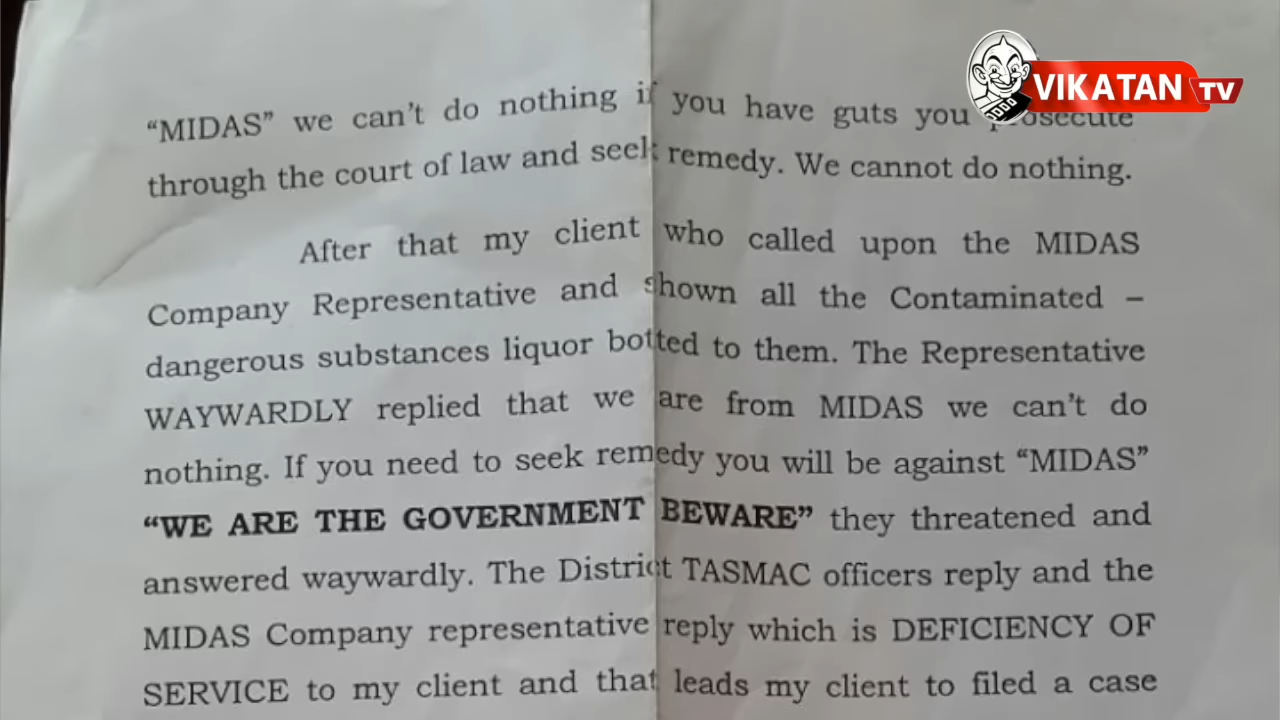 VIKATAN TV
“MIDAS” we can’t do nothing if you have guts you prosecute
through the court of law and seek remedy. We cannot do nothing.
After that my client who called upon the MIDAS
Company Representative and shown all the Contaminated –
dangerous substances liquor botted to them. The Representative
WAYWARDLY replied that we are from MIDAS we can’t do
nothing. If you need to seek remedy you will be against “MIDAS”
“WE ARE THE GOVERNMENT BEWARE” they threatened and
answered waywardly. The District TASMAC officers reply and the
MIDAS Company representative reply which is DEFICIENCY OF
SERVICE to my client and that leads my client to filed a case